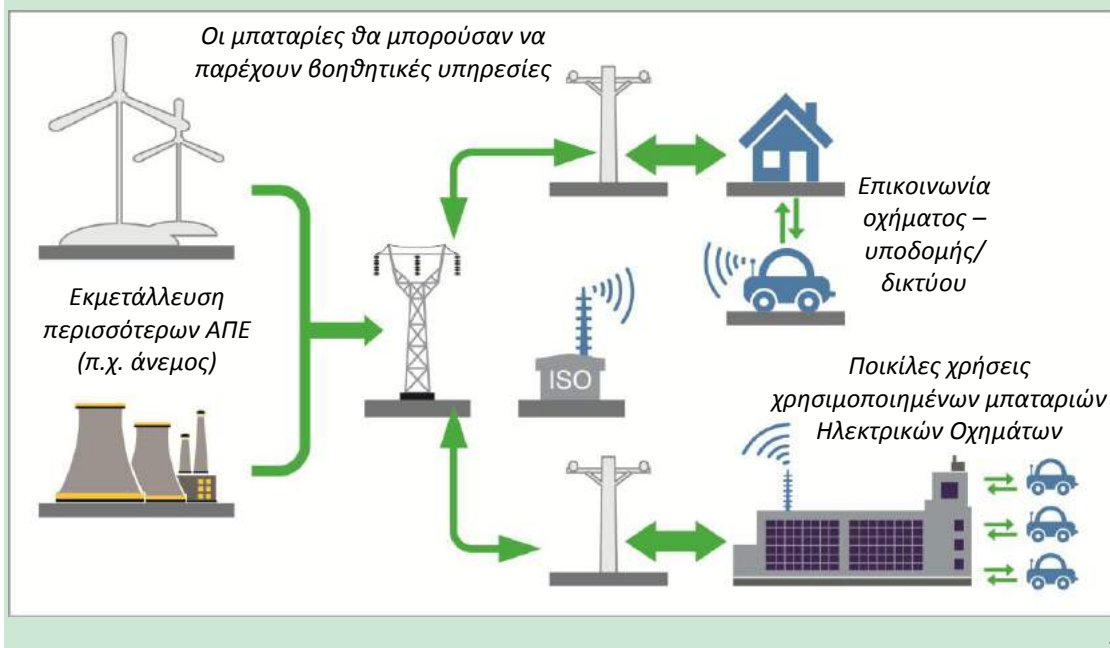 Οι μπαταρίες θα μπορούσαν να
παρέχουν βοηθητικές υπηρεσίες
Επικοινωνία
οχήματος –
υποδομής/
δικτύου
Εκμετάλλευση
περισσότερων ΑΠΕ
(π.χ. άνεμος)
ISO
Ποικίλες χρήσεις
χρησιμοποιημένων μπαταριών
Ηλεκτρικών Οχημάτων